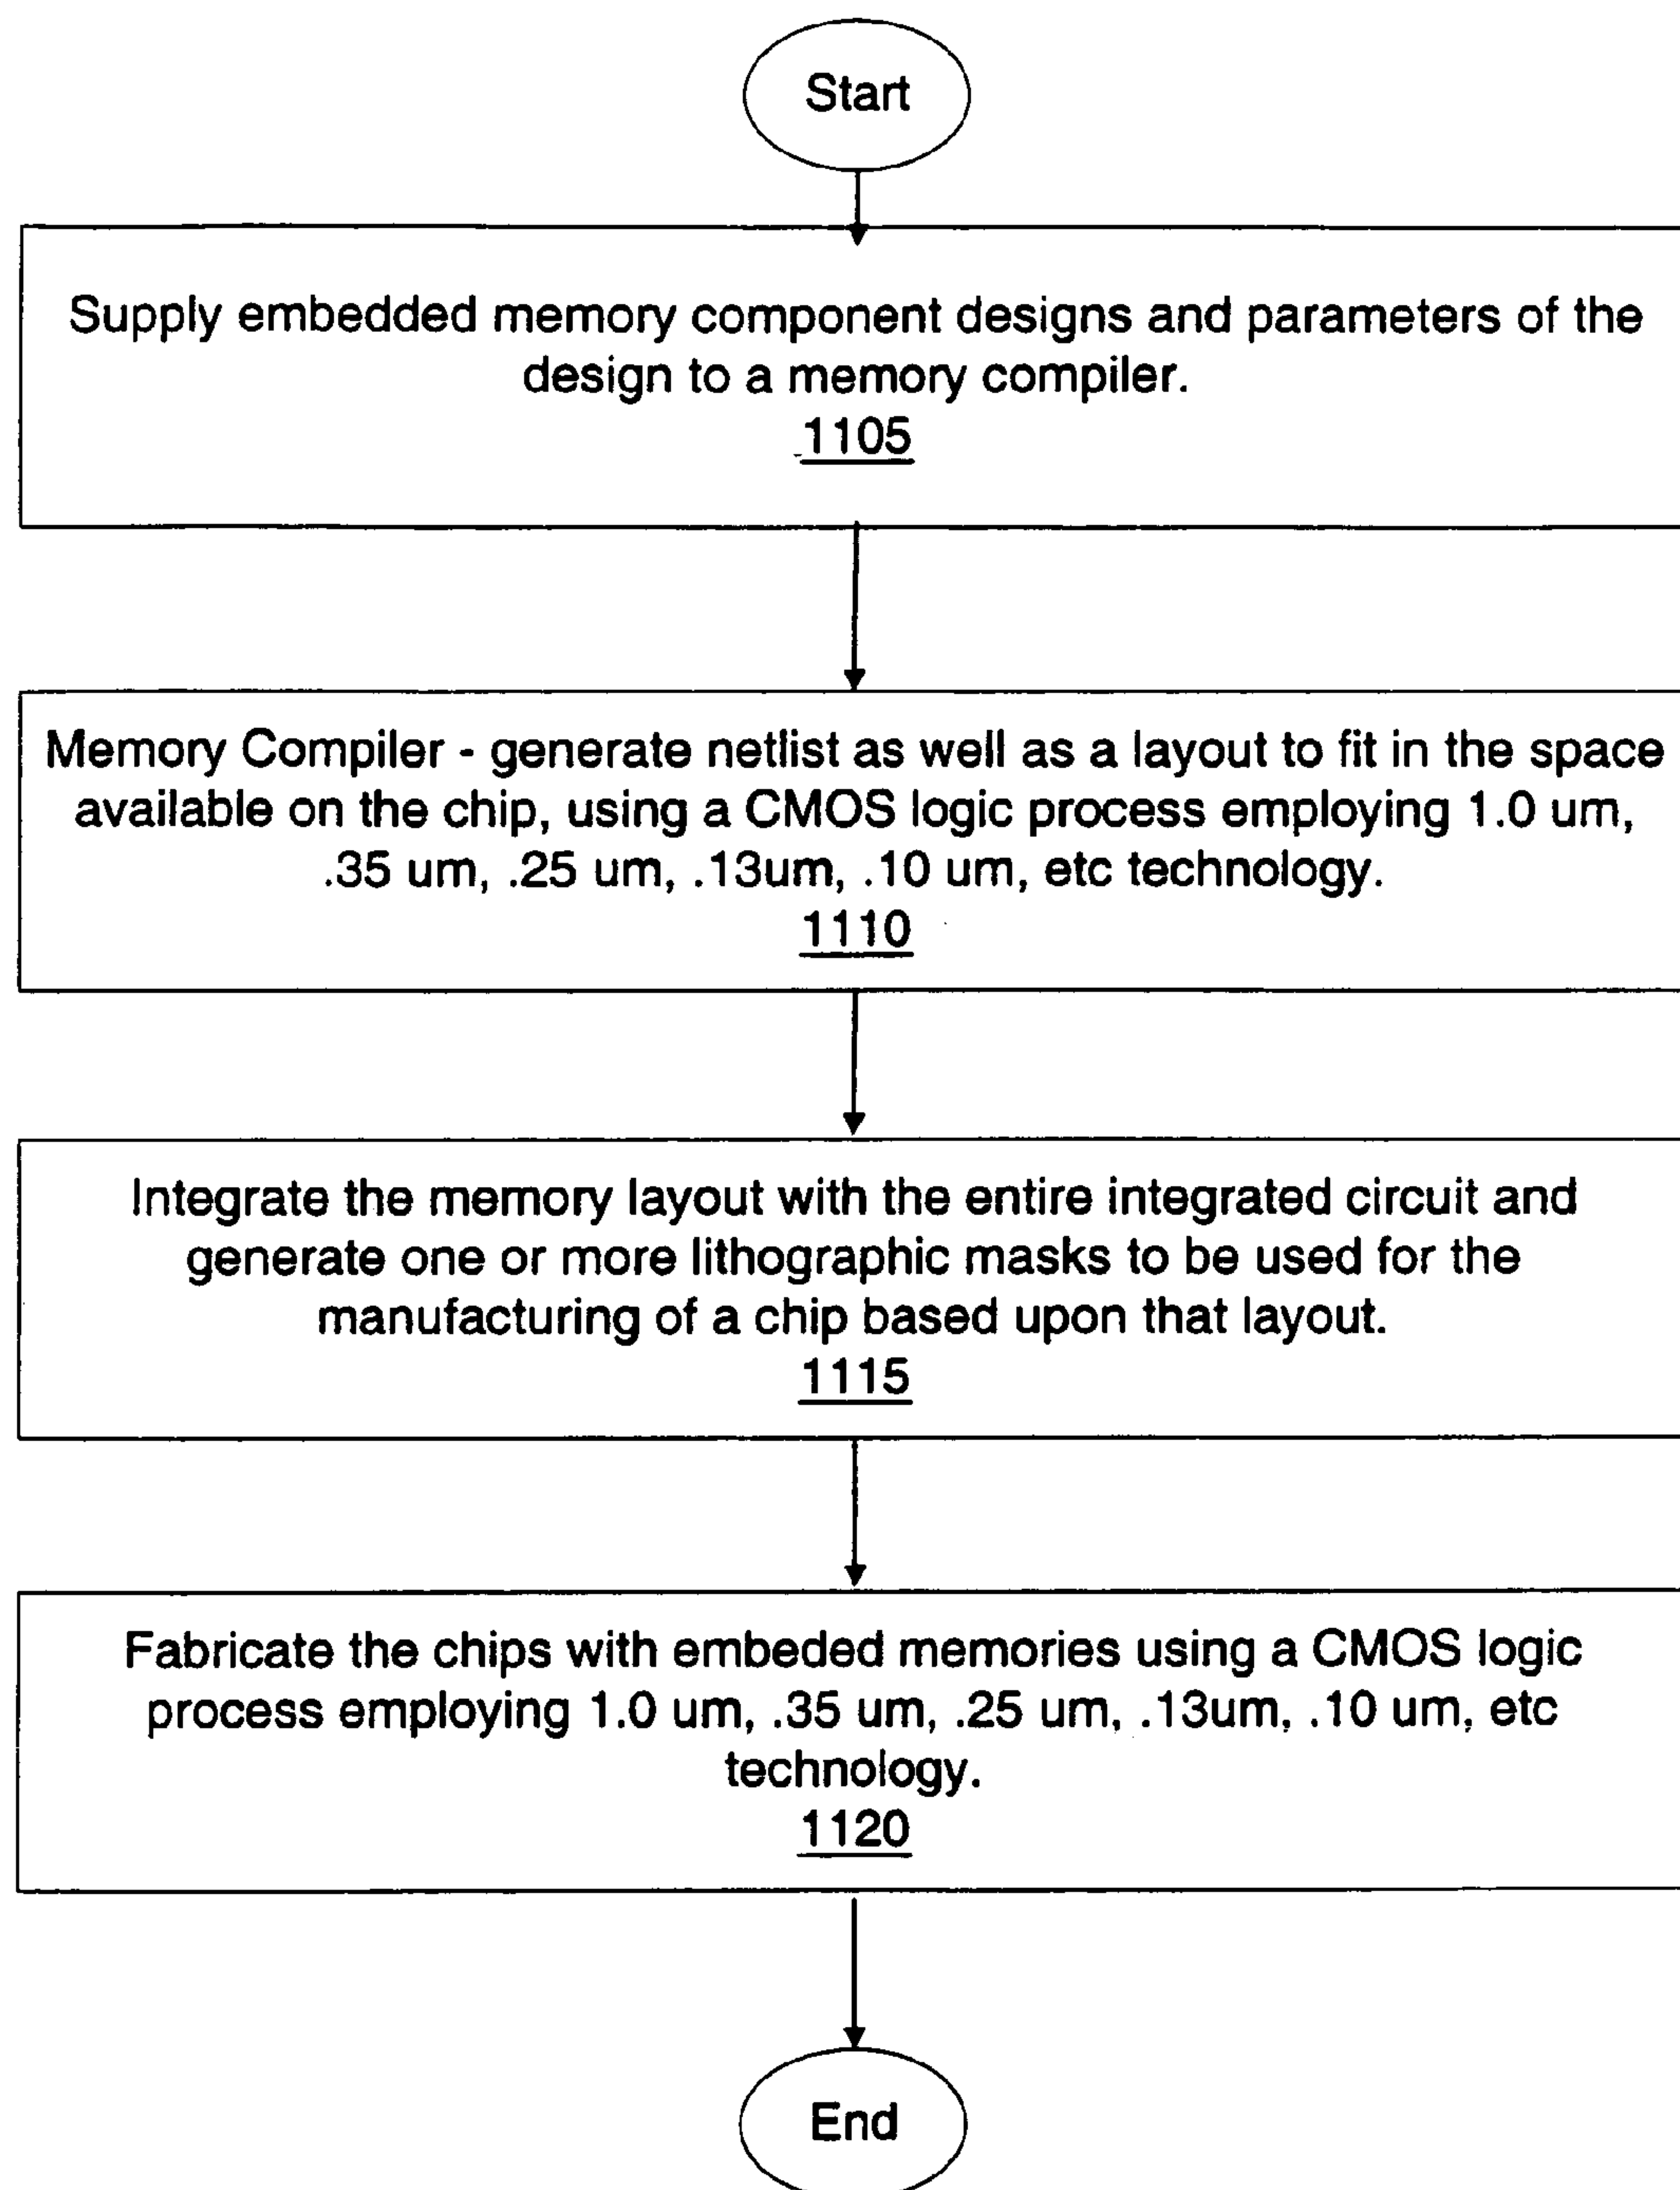 Start
Supply embedded memory component designs and parameters of the
design to a memory compiler.
1105
Memory Compiler - generate netlist as well as a layout to fit in the space
available on the chip, using a CMOS logic process employing 1.0 um,
.35 um, .25 um, .13um, .10 um, etc technology.
1110
Integrate the memory layout with the entire integrated circuit and
generate one or more lithographic masks to be used for the
manufacturing of a chip based upon that layout.
1115
Fabricate the chips with embeded memories using a CMOS logic
process employing 1.0 um, .35 um, .25 um, .13um, .10 um, etc
technology.
1120
End